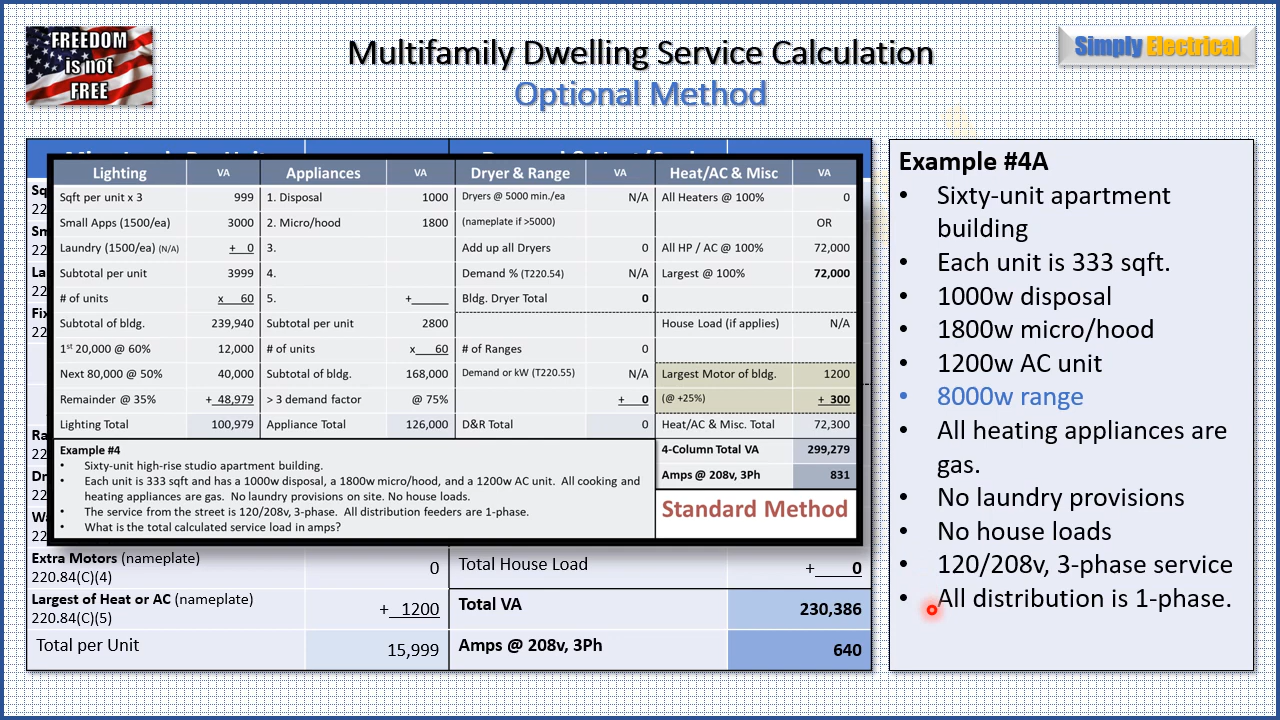 FREEDOM
is not
FREE
Multifamily Dwelling Service Calculation
Optional Method
Simply Electrical
Lighting VA Appliances VA Dryer & Range VA Heat/AC & Misc VA
Sqft per unit x 3 999 1. Disposal 1000 Dryers @ 5000 min./ea N/A All Heaters @ 100% 0
Small Apps (1500/ea) 3000 2. Micro/hood 1800 (nameplate if >5000) OR
Laundry (1500/ea) (N/A) + 0 3. Add up all Dryers 0 All HP / AC @ 100% 72,000
Subtotal per unit 3999 4. Demand % (T220.54) N/A Largest @ 100% 72,000
# of units x 60 5. +______ Bldg. Dryer Total 0
Subtotal of bldg. 239,940 Subtotal per unit 2800 House Load (if applies) N/A
1st 20,000 @ 60% 12,000 # of units x 60 # of Ranges 0
Next 80,000 @ 50% 40,000 Subtotal of bldg. 168,000 Demand or kW (T220.55) N/A Largest Motor of bldg. 1200
Remainder @ 35% + 48,979 > 3 demand factor @ 75% + 0 (@ +25%) + 300
Lighting Total 100,979 Appliance Total 126,000 D&R Total 0 Heat/AC & Misc. Total 72,300
4-Column Total VA 299,279
Amps @ 208v, 3Ph 831
Standard Method
Example #4
• Sixty-unit high-rise studio apartment building.
• Each unit is 333 sqft and has a 1000w disposal, a 1800w micro/hood, and a 1200w AC unit. All cooking and
heating appliances are gas. No laundry provisions on site. No house loads.
• The service from the street is 120/208v, 3-phase. All distribution feeders are 1-phase.
• What is the total calculated service load in amps?
Extra Motors (nameplate)
220.84(C)(4) 0 Total House Load + 0
Largest of Heat or AC (nameplate)
220.84(C)(5) + 1200 Total VA 230,386
Total per Unit 15,999 Amps @ 208v, 3Ph 640
Example #4A
• Sixty-unit apartment
building
• Each unit is 333 sqft.
• 1000w disposal
• 1800w micro/hood
• 1200w AC unit
• 8000w range
• All heating appliances are
gas.
• No laundry provisions
• No house loads
• 120/208v, 3-phase service
• All distribution is 1-phase.